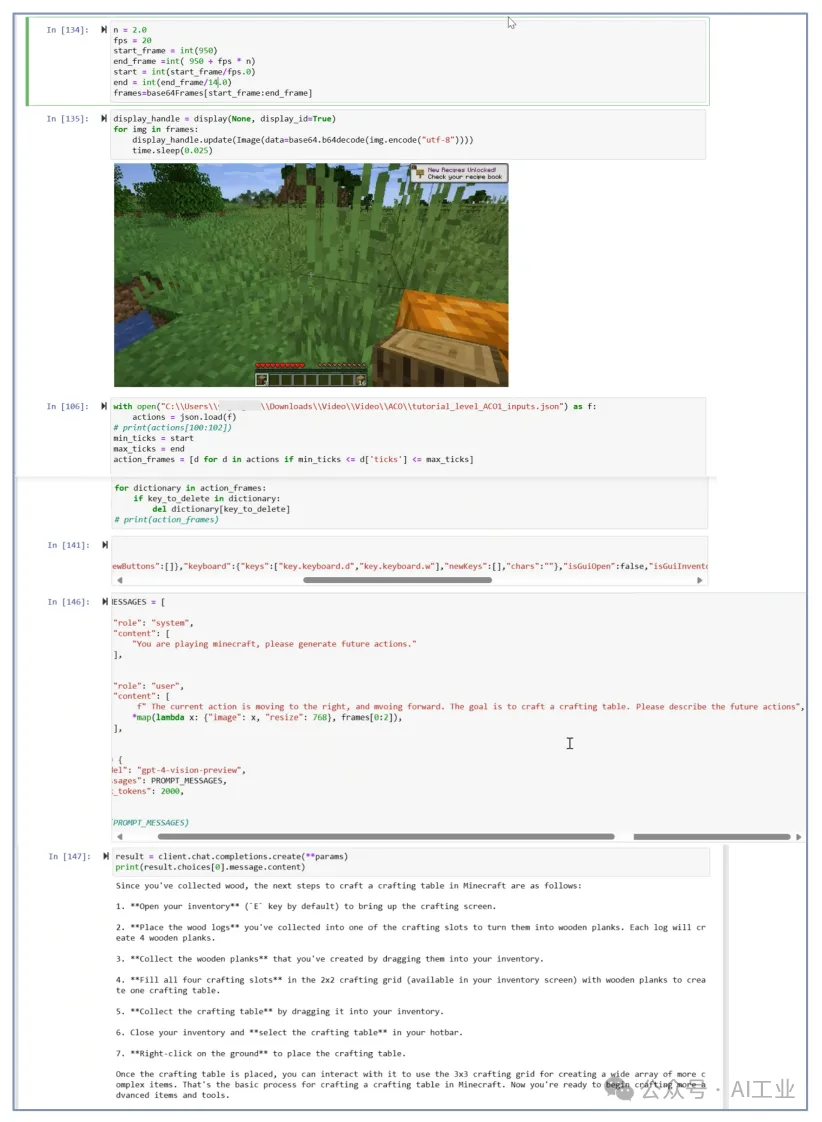 In [134]:
n = 2.0
fps = 20
start_frame = int(950)
end_frame =int( 950 + fps * n)
start = int(start_frame/fps.0)
end = int(end_frame/14.0)
frames=base64Frames[start_frame:end_frame]
In [135]:
display_handle = display(None, display_id=True)
for img in frames:
display_handle.update(Image(data=base64.b64decode(img.encode("utf-8"))))
time.sleep(0.025)
New Recipes Unlocked!
Check your recipe book
16
In [106]:
with open("C:\\Users\\ \\Downloads\\Video\\Video\\ACO\\tutorial_level_ACO1_inputs.json") as f:
actions = json.load(f)
# print(actions[100:102])
min_ticks = start
max_ticks = end
action_frames = [d for d in actions if min_ticks <= d['ticks'] <= max_ticks]
for dictionary in action_frames:
if key_to_delete in dictionary:
del dictionary[key_to_delete]
# print(action_frames)
In [141]:
ewButtons":[]},"keyboard":{"keys":["key.keyboard.d","key.keyboard.w"],"newKeys":[],"chars":""},"isGuiOpen":false,"isGuiInvent
In [146]:
MESSAGES = [
"role": "system",
"content": [
"You are playing minecraft, please generate future actions."
],
"role": "user",
"content": [
f" The current action is moving to the right, and mvoing forward. The goal is to craft a crafting table. Please describe the future actions",
*map(lambda x: {"image": x, "resize": 768}, frames[0:2]),
],
= {
del": "gpt-4-vision-preview",
ssages": PROMPT_MESSAGES,
_tokens": 2000,
PROMPT_MESSAGES)
In [147]:
result = client.chat.completions.create(**params)
print(result.choices[0].message.content)
Since you've collected wood, the next steps to craft a crafting table in Minecraft are as follows:
1. **Open your inventory** (`E` key by default) to bring up the crafting screen.
2. **Place the wood logs** you've collected into one of the crafting slots to turn them into wooden planks. Each log will cr
eate 4 wooden planks.
3. **Collect the wooden planks** that you've created by dragging them into your inventory.
4. **Fill all four crafting slots** in the 2x2 crafting grid (available in your inventory screen) with wooden planks to crea
te one crafting table.
5. **Collect the crafting table** by dragging it into your inventory.
6. Close your inventory and **select the crafting table** in your hotbar.
7. **Right-click on the ground** to place the crafting table.
Once the crafting table is placed, you can interact with it to use the 3x3 crafting grid for creating a wide array of more c
omplex items. That's the basic process for crafting a crafting table in Minecraft. Now you're ready to begin crafting more a
dvanced items and tools.
公众号 · AI工业